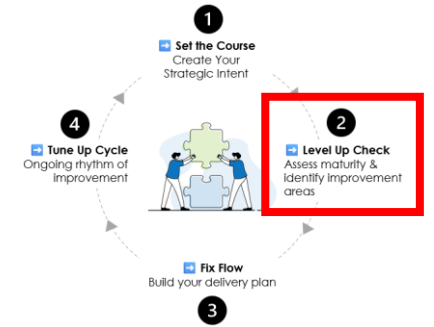 1
➡ Set the Course
Create Your
Strategic Intent
2
➡ Level Up Check
Assess maturity &
identify improvement
areas
4
➡ Tune Up Cycle
Ongoing rhythm of
improvement
➡ Fix Flow
Build your delivery plan
3